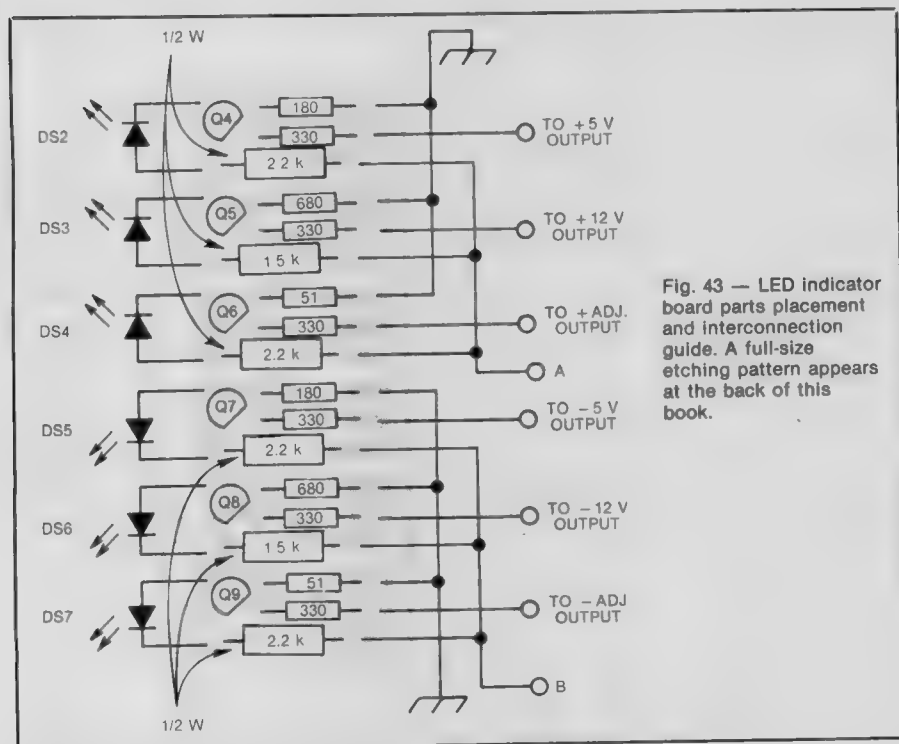 1/2 W
DS2
Q4
180
330
2 2 k
TO +5 V
OUTPUT
DS3
Q5
680
330
1 5 k
TO +12 V
OUTPUT
DS4
Q6
51
330
2.2 k
TO +ADJ.
OUTPUT
A
DS5
Q7
180
330
2.2 k
TO −5 V
OUTPUT
DS6
Q8
680
330
1 5 k
TO −12 V
OUTPUT
DS7
Q9
51
330
2.2 k
TO −ADJ
OUTPUT
B
1/2 W
Fig. 43 — LED indicator
board parts placement
and interconnection
guide. A full-size
etching pattern appears
at the back of this
book.